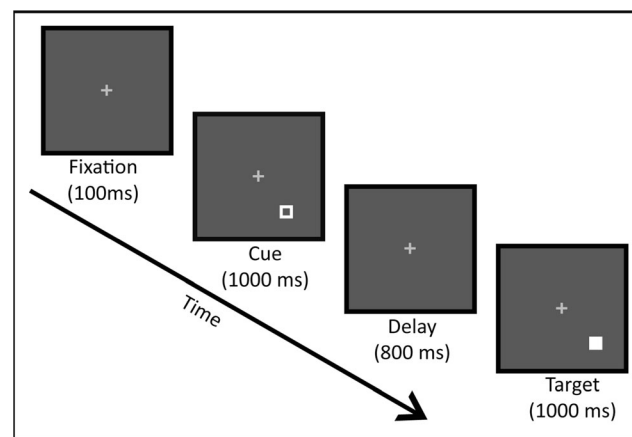 Fixation
(100ms)
Cue
(1000 ms)
Time
Delay
(800 ms)
Target
(1000 ms)